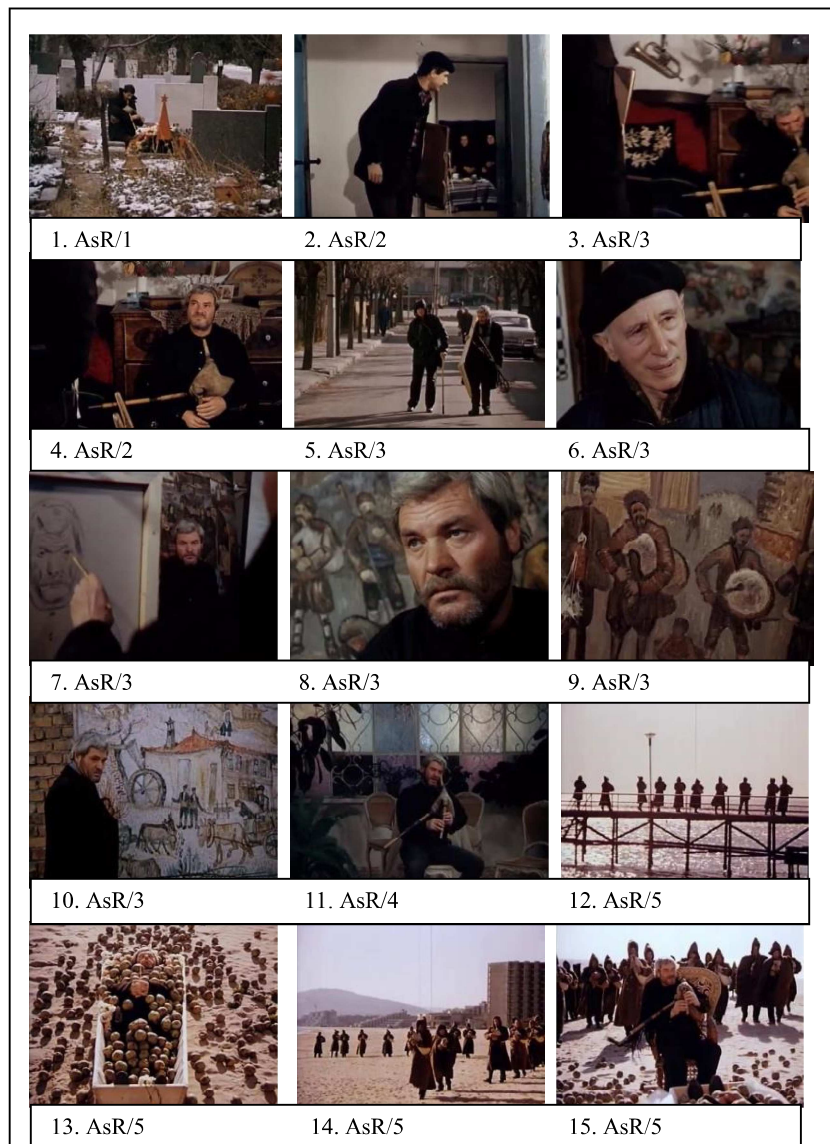 1. AsR/1 2. AsR/2 3. AsR/3
4. AsR/2 5. AsR/3 6. AsR/3
7. AsR/3 8. AsR/3 9. AsR/3
10. AsR/3 11. AsR/4 12. AsR/5
13. AsR/5 14. AsR/5 15. AsR/5